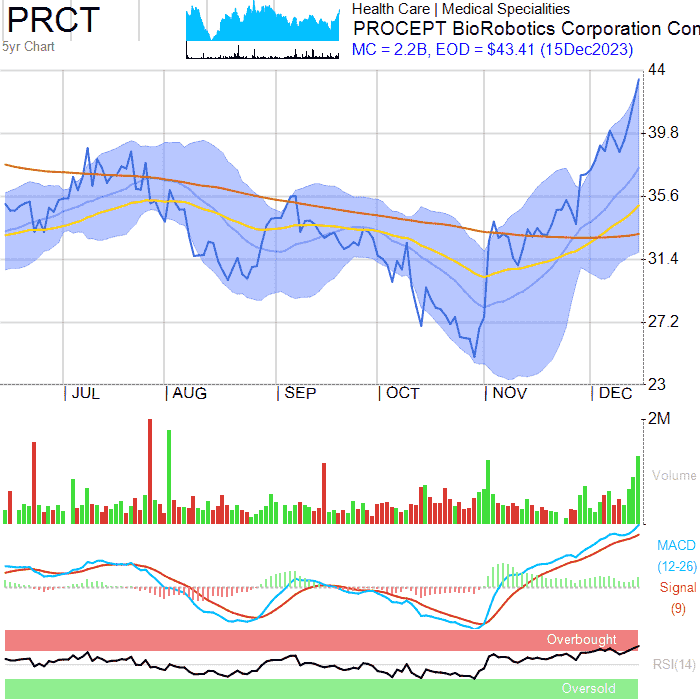 PRCT
5yr Chart
Health Care | Medical Specialities
PROCEPT BioRobotics Corporation Con
MC = 2.2B, EOD = $43.41 (15Dec2023)
44
39.8
35.6
31.4
27.2
23
JUL AUG SEP OCT NOV DEC
2M
Volume
MACD
(12-26)
Signal
(9)
Overbought
RSI(14)
Oversold